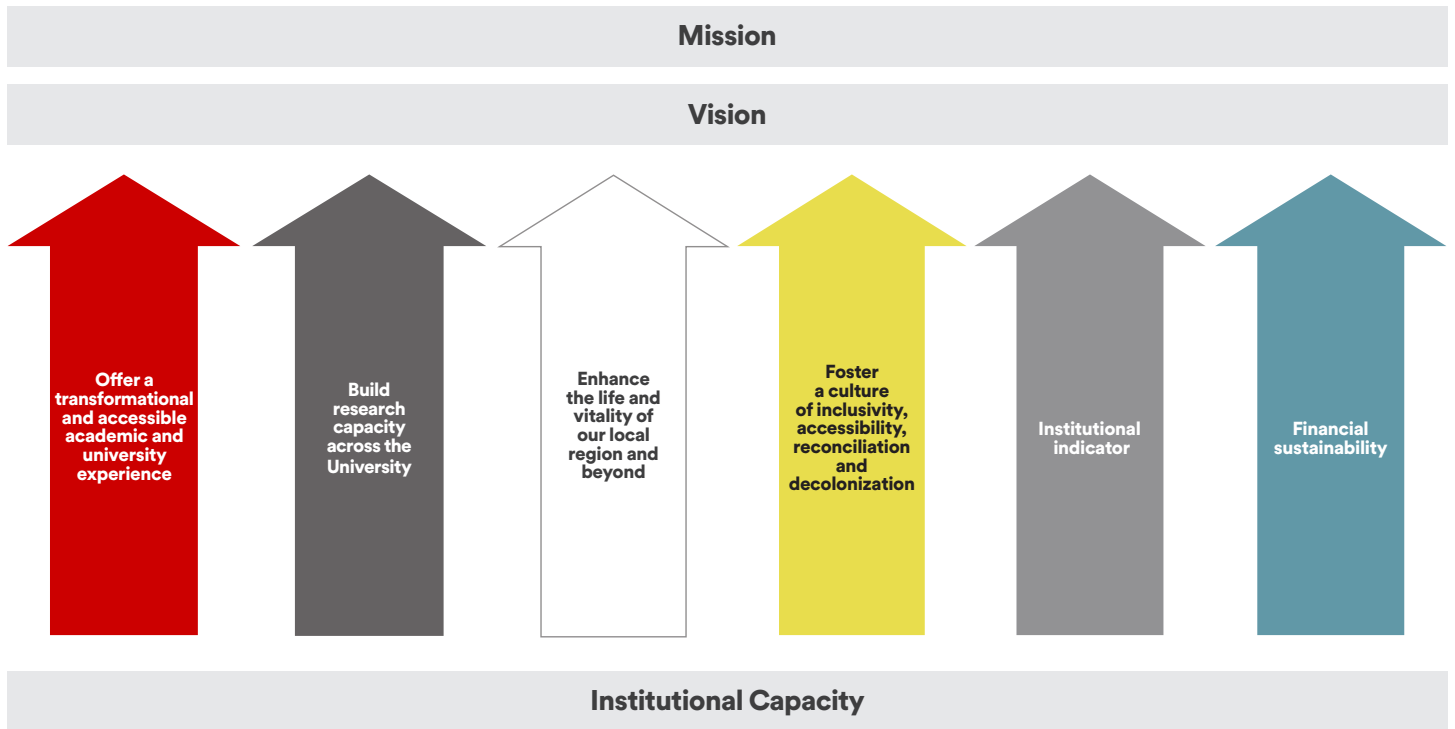 Mission
Vision
Offer a
transformational
and accessible
academic and
university
experience
Build
research
capacity
across the
University
Enhance
the life and
vitality of
our local
region and
beyond
Foster
a culture
of inclusivity,
accessibility,
reconciliation
and
decolonization
Institutional
indicator
Financial
sustainability
Institutional Capacity